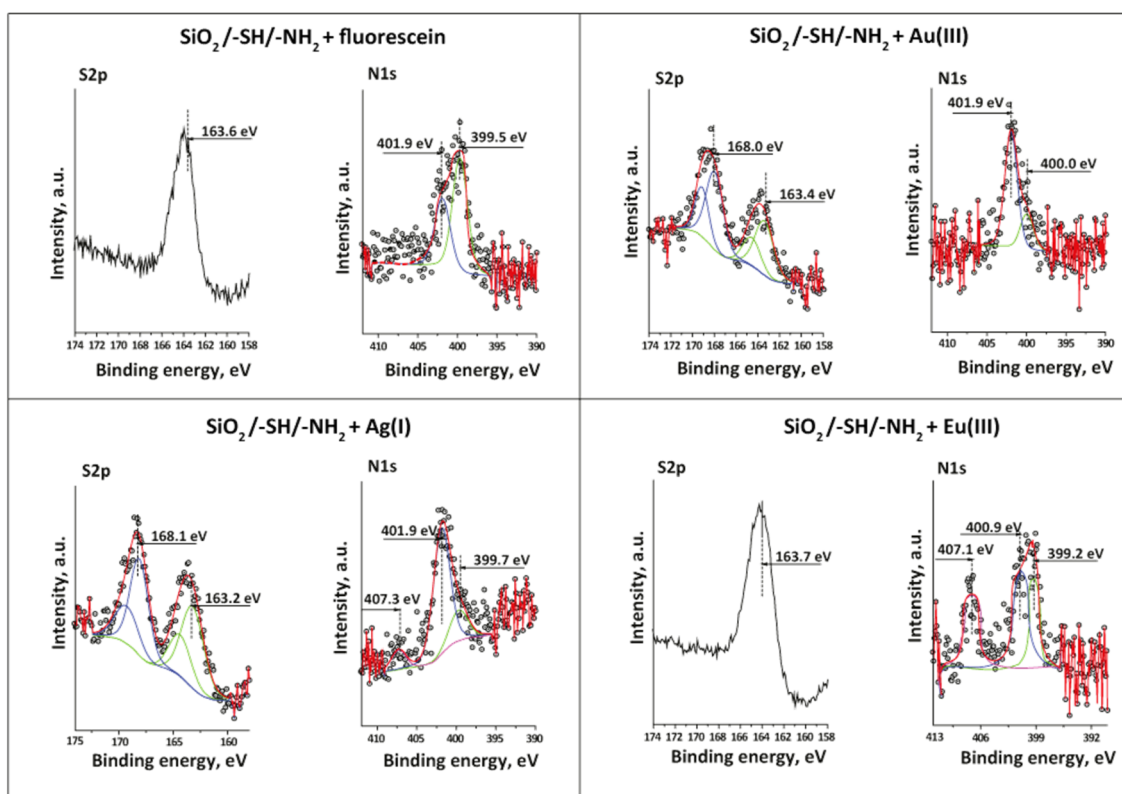 SiO2/-SH/-NH2 + fluorescein
S2p
163.6 eV
Intensity, a.u.
174 172 170 168 166 164 162 160 158
Binding energy, eV
N1s
401.9 eV
399.5 eV
Intensity, a.u.
410 405 400 395 390
Binding energy, eV
SiO2/-SH/-NH2 + Au(III)
S2p
168.0 eV
163.4 eV
Intensity, a.u.
174 172 170 168 166 164 162 160 158
Binding energy, eV
N1s
401.9 eV
400.0 eV
Intensity, a.u.
410 405 400 395 390
Binding energy, eV
SiO2/-SH/-NH2 + Ag(I)
S2p
168.1 eV
163.2 eV
Intensity, a.u.
175 170 165 160
Binding energy, eV
N1s
401.9 eV
399.7 eV
407.3 eV
Intensity, a.u.
410 405 400 395 390
Binding energy, eV
SiO2/-SH/-NH2 + Eu(III)
S2p
163.7 eV
Intensity, a.u.
174 172 170 168 166 164 162 160 158
Binding energy, eV
N1s
400.9 eV
407.1 eV
399.2 eV
Intensity, a.u.
413 406 399 392
Binding energy, eV